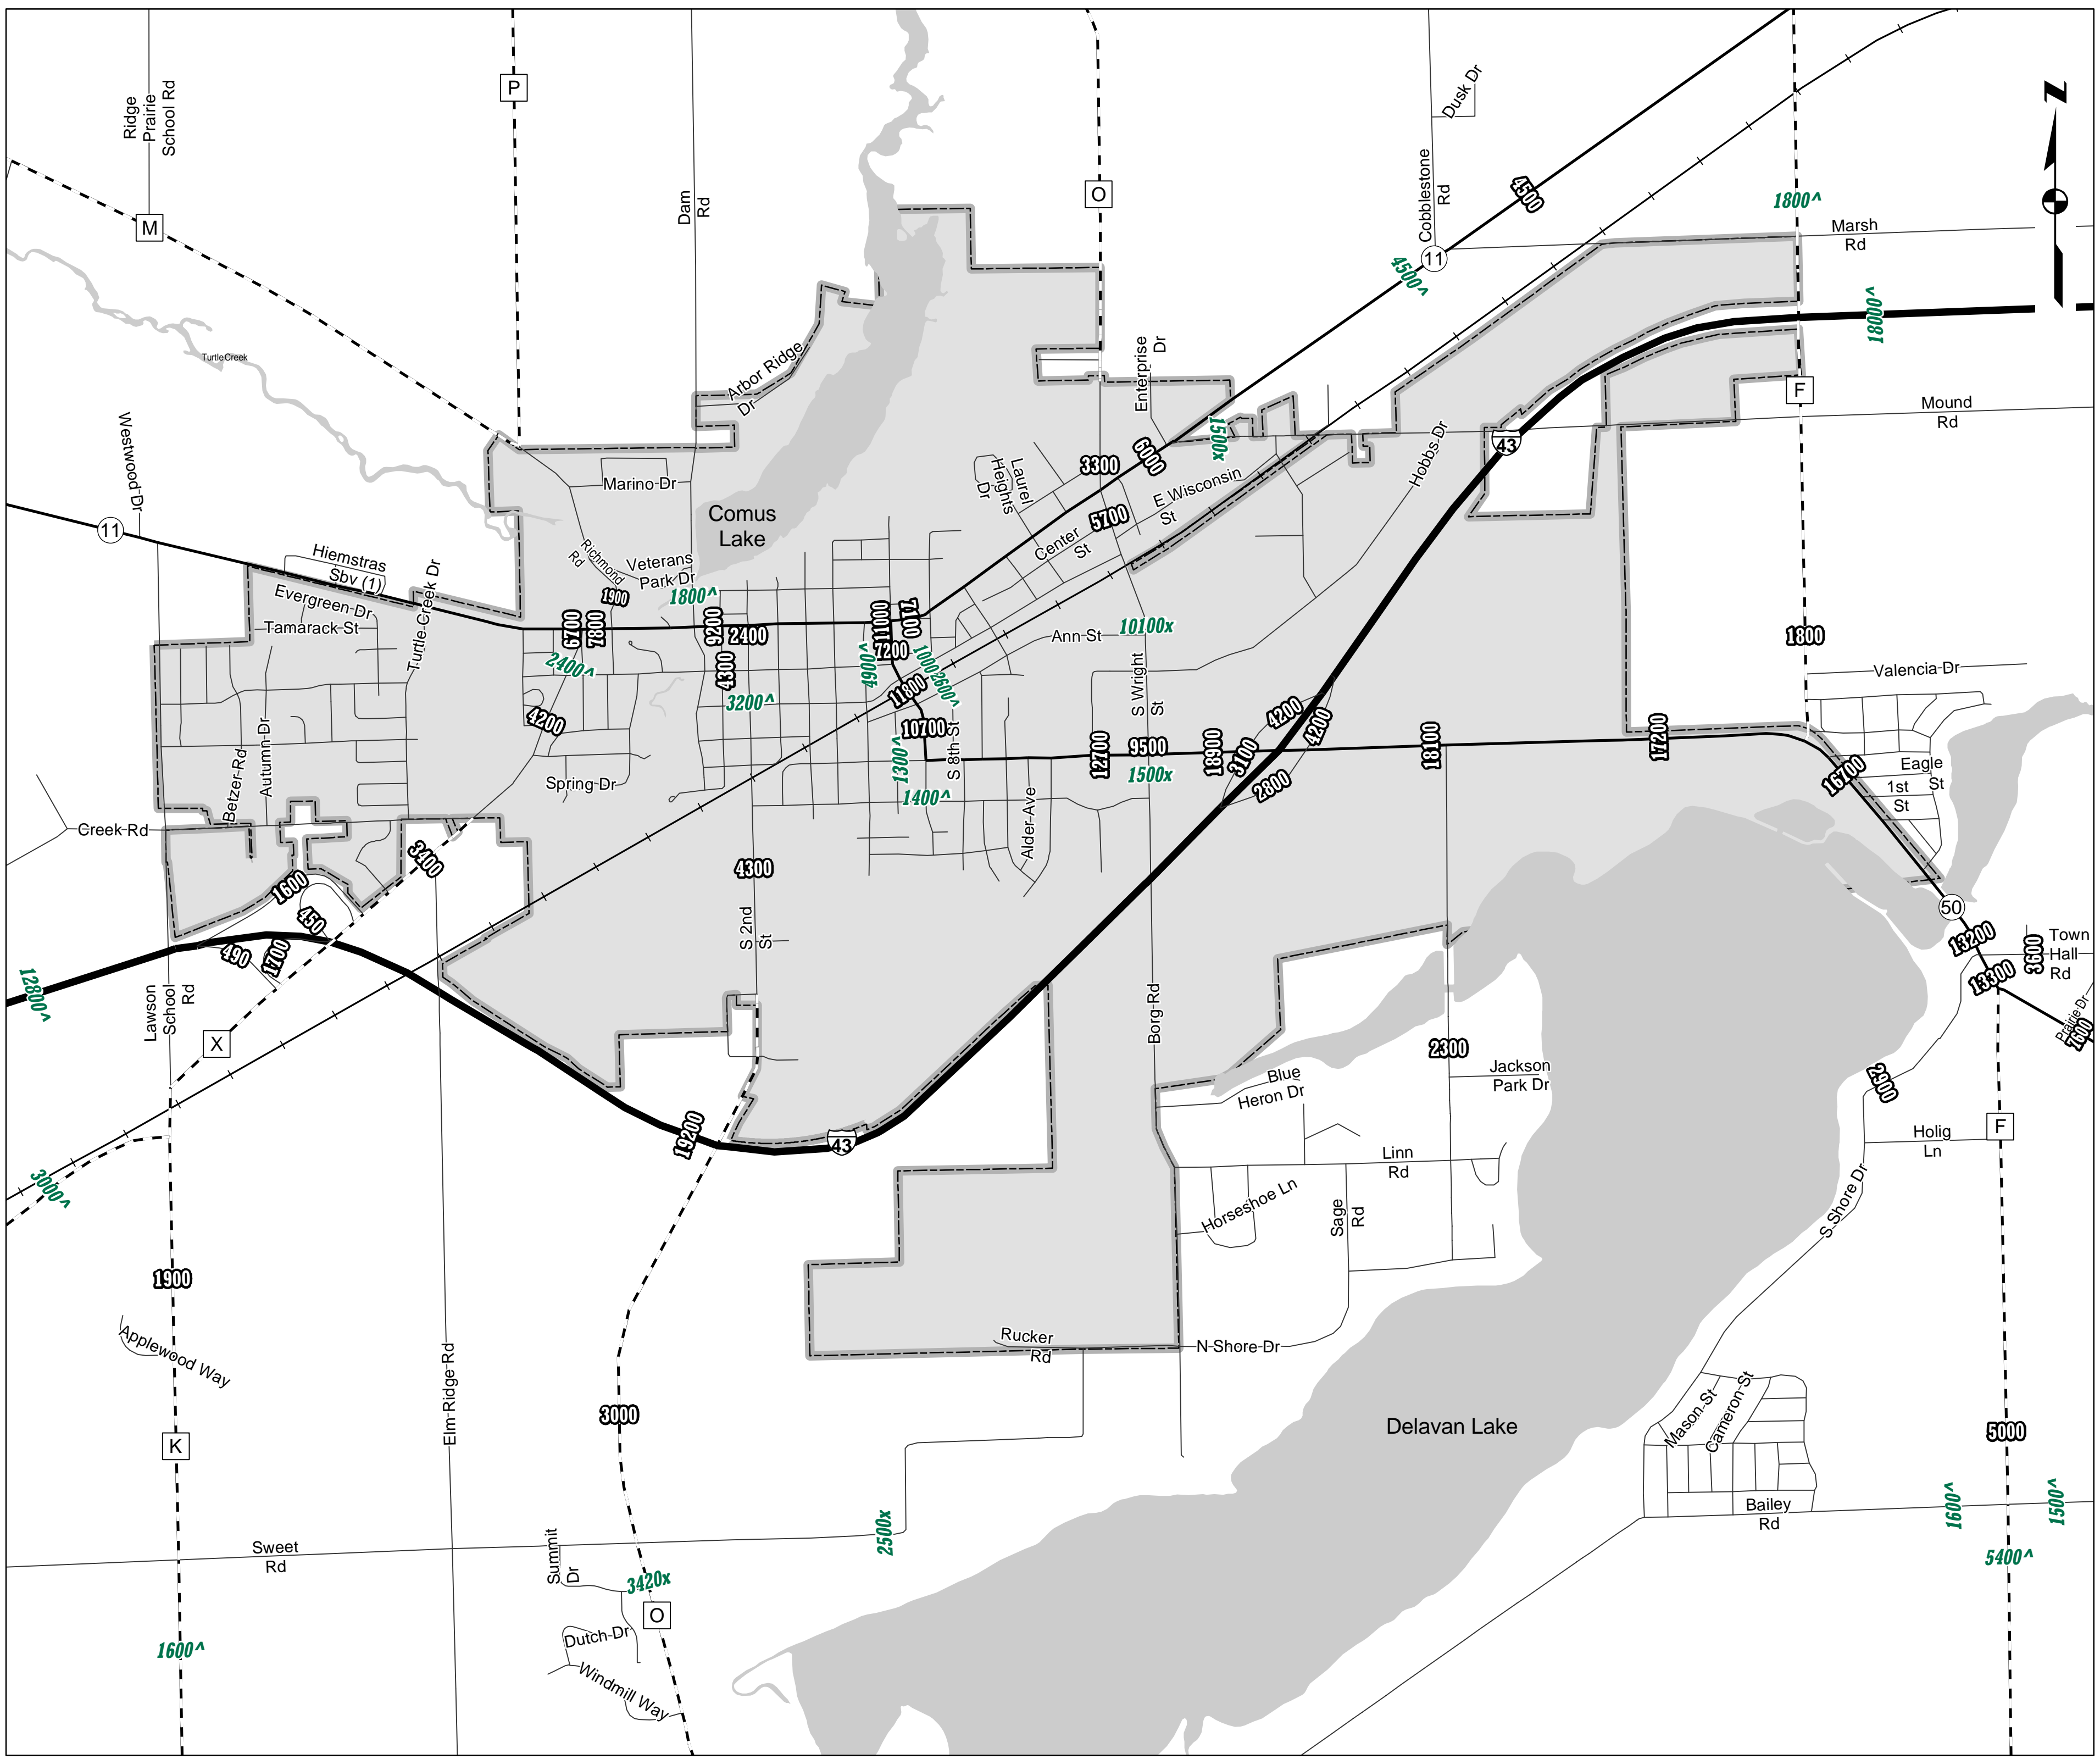 Ridge
Prairie
School Rd
P
M
Dam
Rd
O
Dusk Dr
Cobblestone
Rd
4500
11
4500^
1800^
Marsh
Rd
N
18000^
Turtle Creek
Arbor Ridge
Dr
Enterprise
Dr
F
Mound
Rd
Westwood Dr
11
Hiemstras
Sbv (1)
Evergreen Dr
Tamarack St
Turtle Creek Dr
Marino Dr
Comus
Lake
Richmond
Rd
Veterans
Park Dr
1900
1800^
Laurel
Heights
Dr
3300
6000
1500x
E Wisconsin
St
5700
Center
St
Hobbs Dr
43
6700
7800
9200
2400
11000
7100
7200
2400^
4300
3200^
4900^
1000
2600^
Ann St
10100x
1800
Valencia Dr
11800
4200
10700
S 8th St
1300^
1400^
S Wright
St
12700
9500
1500x
18900
3100
4200
4200
2800
18100
17200
16700
Eagle
St
1st
St
Betzer Rd
Autumn Dr
Spring Dr
Alder Ave
Creek Rd
3400
4300
1600
450
490
1700
S 2nd
St
50
13200
13300
3600
Town
Hall
Rd
Prairie Dr
7600
12800^
Lawson
School
Rd
X
Borg Rd
2300
Jackson
Park Dr
Blue
Heron Dr
2900
19200
43
F
Holig
Ln
Linn
Rd
3000^
Horseshoe Ln
Sage
Rd
S Shore Dr
1900
Applewood Way
Elm Ridge Rd
Rucker
Rd
N Shore Dr
3000
K
Delavan Lake
Mason St
Cameron St
5000
Bailey
Rd
1600^
1500^
5400^
2500x
Sweet
Rd
Summit
Dr
3420x
O
Dutch Dr
Windmill Way
1600^